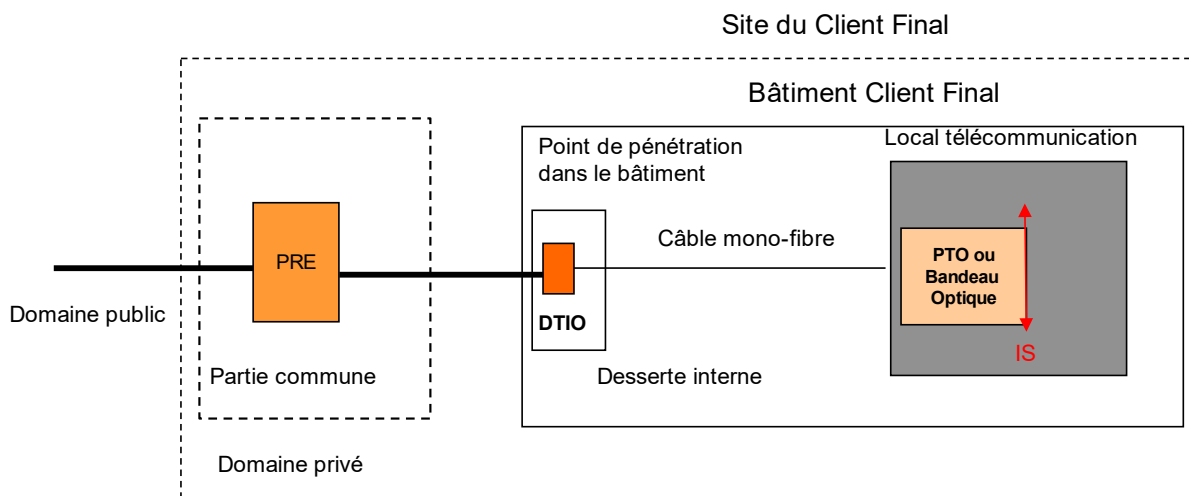 Site du Client Final
Bâtiment Client Final
Point de pénétration
dans le bâtiment
Local télécommunication
PRE
Câble mono-fibre
PTO ou
Bandeau
Optique
Domaine public
DTIO
IS
Partie commune
Desserte interne
Domaine privé